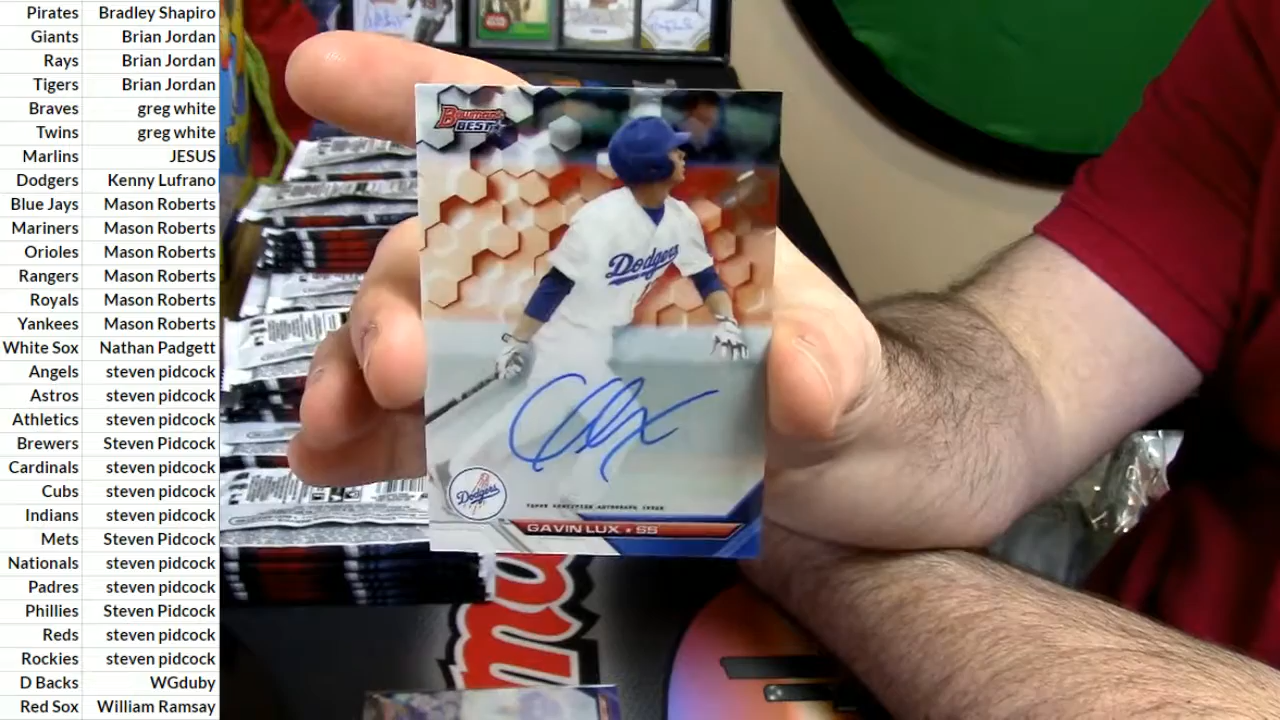 Pirates Bradley Shapiro
Giants Brian Jordan
Rays Brian Jordan
Tigers Brian Jordan
Braves greg white
Twins greg white
Marlins JESUS
Dodgers Kenny Lufrano
Blue Jays Mason Roberts
Mariners Mason Roberts
Orioles Mason Roberts
Rangers Mason Roberts
Royals Mason Roberts
Yankees Mason Roberts
White Sox Nathan Padgett
Angels steven pidcock
Astros steven pidcock
Athletics steven pidcock
Brewers Steven Pidcock
Cardinals steven pidcock
Cubs steven pidcock
Indians steven pidcock
Mets Steven Pidcock
Nationals steven pidcock
Padres steven pidcock
Phillies Steven Pidcock
Reds steven pidcock
Rockies steven pidcock
D Backs WGduby
Red Sox William Ramsay
Bowman's
BEST
Dodgers
Dodgers
TOPPS CERTIFIED AUTOGRAPH ISSUE
GAVIN LUX • SS